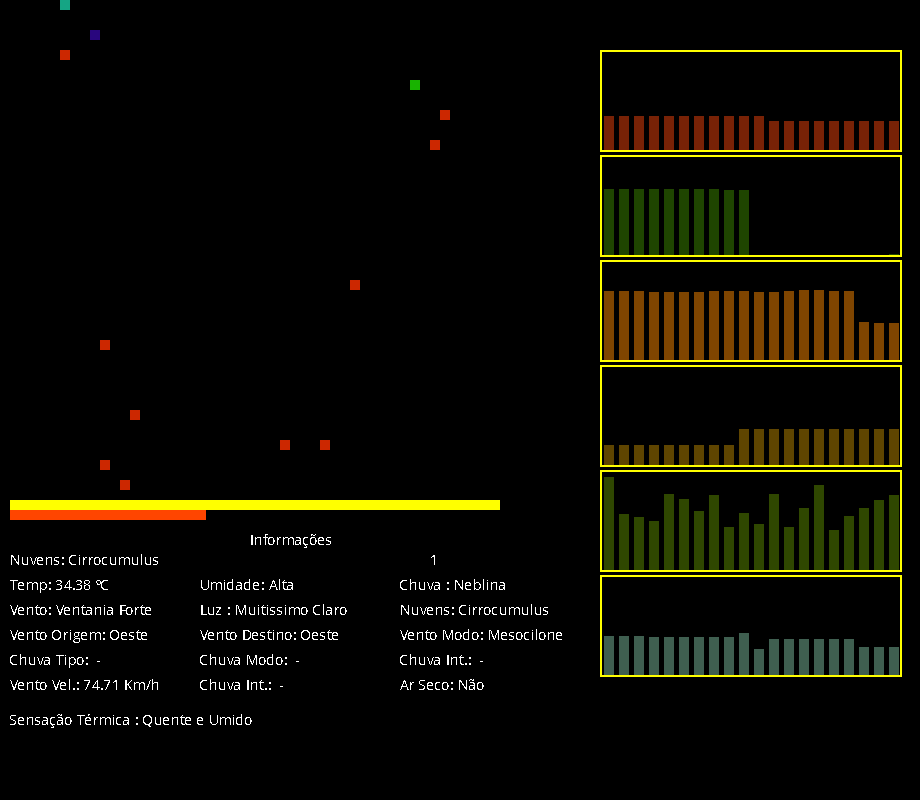 Informações
Nuvens: Cirrocumulus 1
Temp: 34.38 ºC Umidade: Alta Chuva : Neblina
Vento: Ventania Forte Luz : Muitissimo Claro Nuvens: Cirrocumulus
Vento Origem: Oeste Vento Destino: Oeste Vento Modo: Mesocilone
Chuva Tipo: - Chuva Modo: - Chuva Int.: -
Vento Vel.: 74.71 Km/h Chuva Int.: - Ar Seco: Não
Sensação Térmica : Quente e Umido